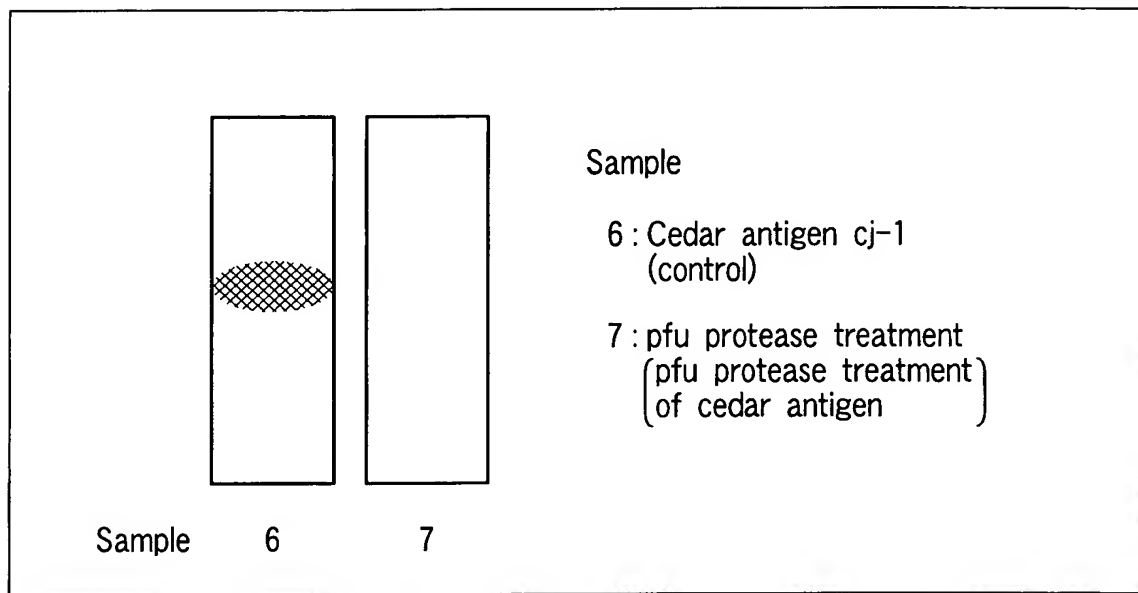 Sample
6 : Cedar antigen cj-1
(control)
7 : pfu protease treatment
(pfu protease treatment
of cedar antigen)
Sample 6 7